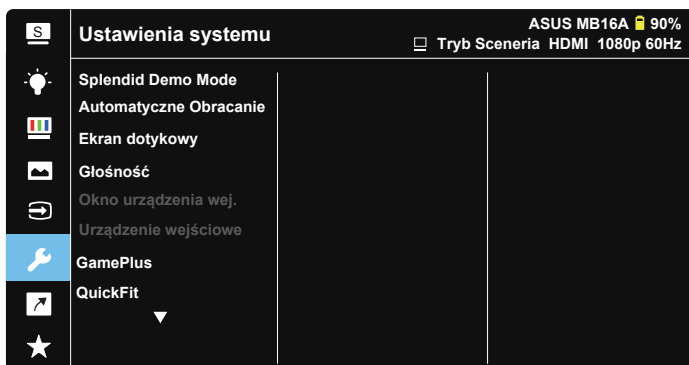 S
Ustawienia systemu
ASUS MB16A 90%
Tryb Sceneria HDMI 1080p 60Hz
Splendid Demo Mode
Automatyczne Obracanie
Ekran dotykowy
Głośność
Okno urządzenia wej.
Urządzenie wejściowe
GamePlus
QuickFit